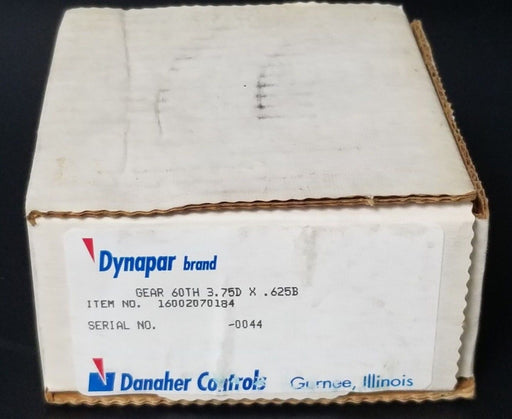 Dynapar brand
GEAR 60TH 3.75D X .625B
ITEM NO. 16002070184
SERIAL NO. -0044
Danaher Controls Gurnee, Illinois